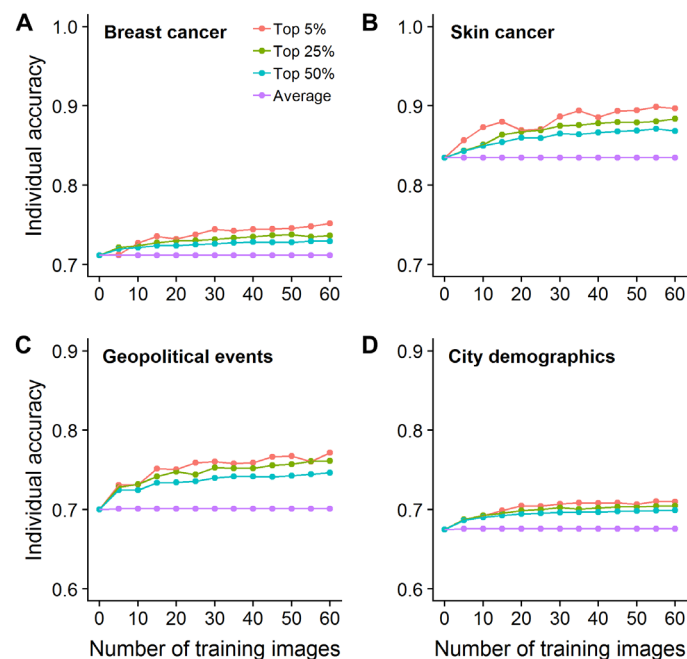 A
Breast cancer
Top 5%
Top 25%
Top 50%
Average
Individual accuracy
1.0
0.9
0.8
0.7
0 10 20 30 40 50 60
B
Skin cancer
1.0
0.9
0.8
0.7
0 10 20 30 40 50 60
C
Geopolitical events
Individual accuracy
0.9
0.8
0.7
0.6
0 10 20 30 40 50 60
Number of training images
D
City demographics
0.9
0.8
0.7
0.6
0 10 20 30 40 50 60
Number of training images